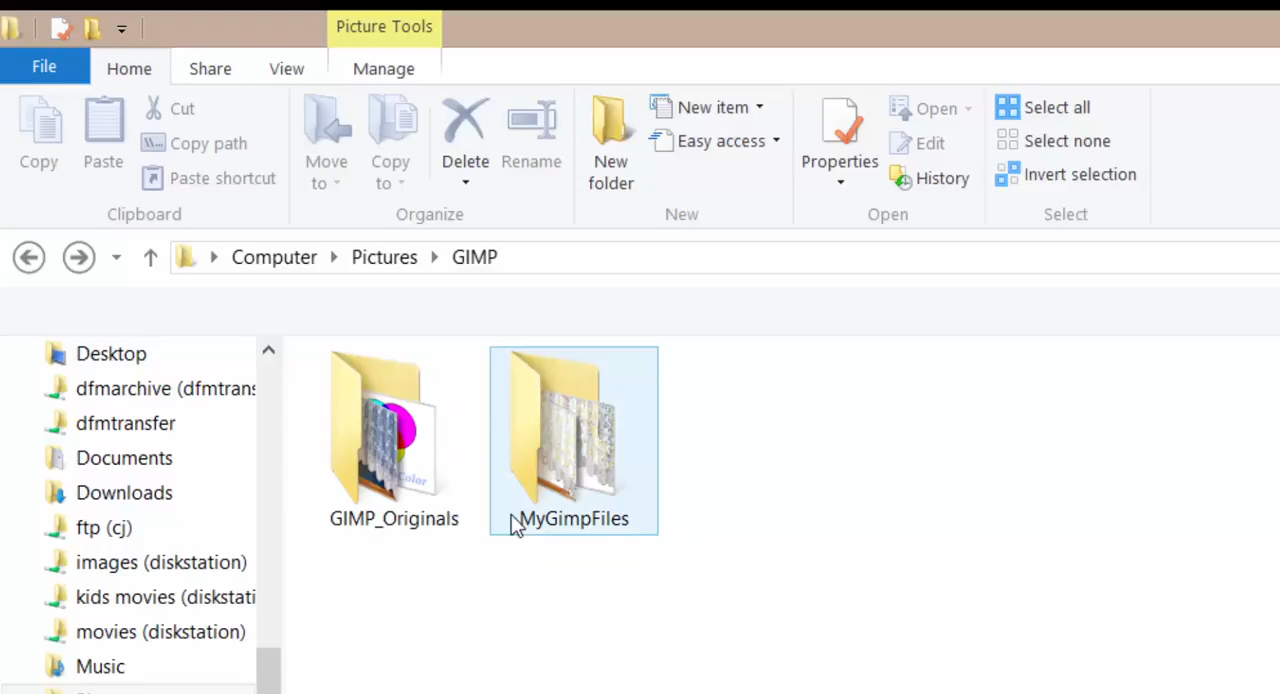 Picture Tools
File Home Share View Manage
Copy
Paste
Cut
Copy path
Paste shortcut
Clipboard
Move to
Copy to
Delete
Rename
Organize
New folder
New item
Easy access
New
Properties
Open
Edit
History
Open
Select all
Select none
Invert selection
Select
Computer Pictures GIMP
Desktop
dfmarchive (dfmtrans
dfmtransfer
Documents
Downloads
ftp (cj)
images (diskstation)
kids movies (diskstati
movies (diskstation)
Music
Color
GIMP_Originals
MyGimpFiles